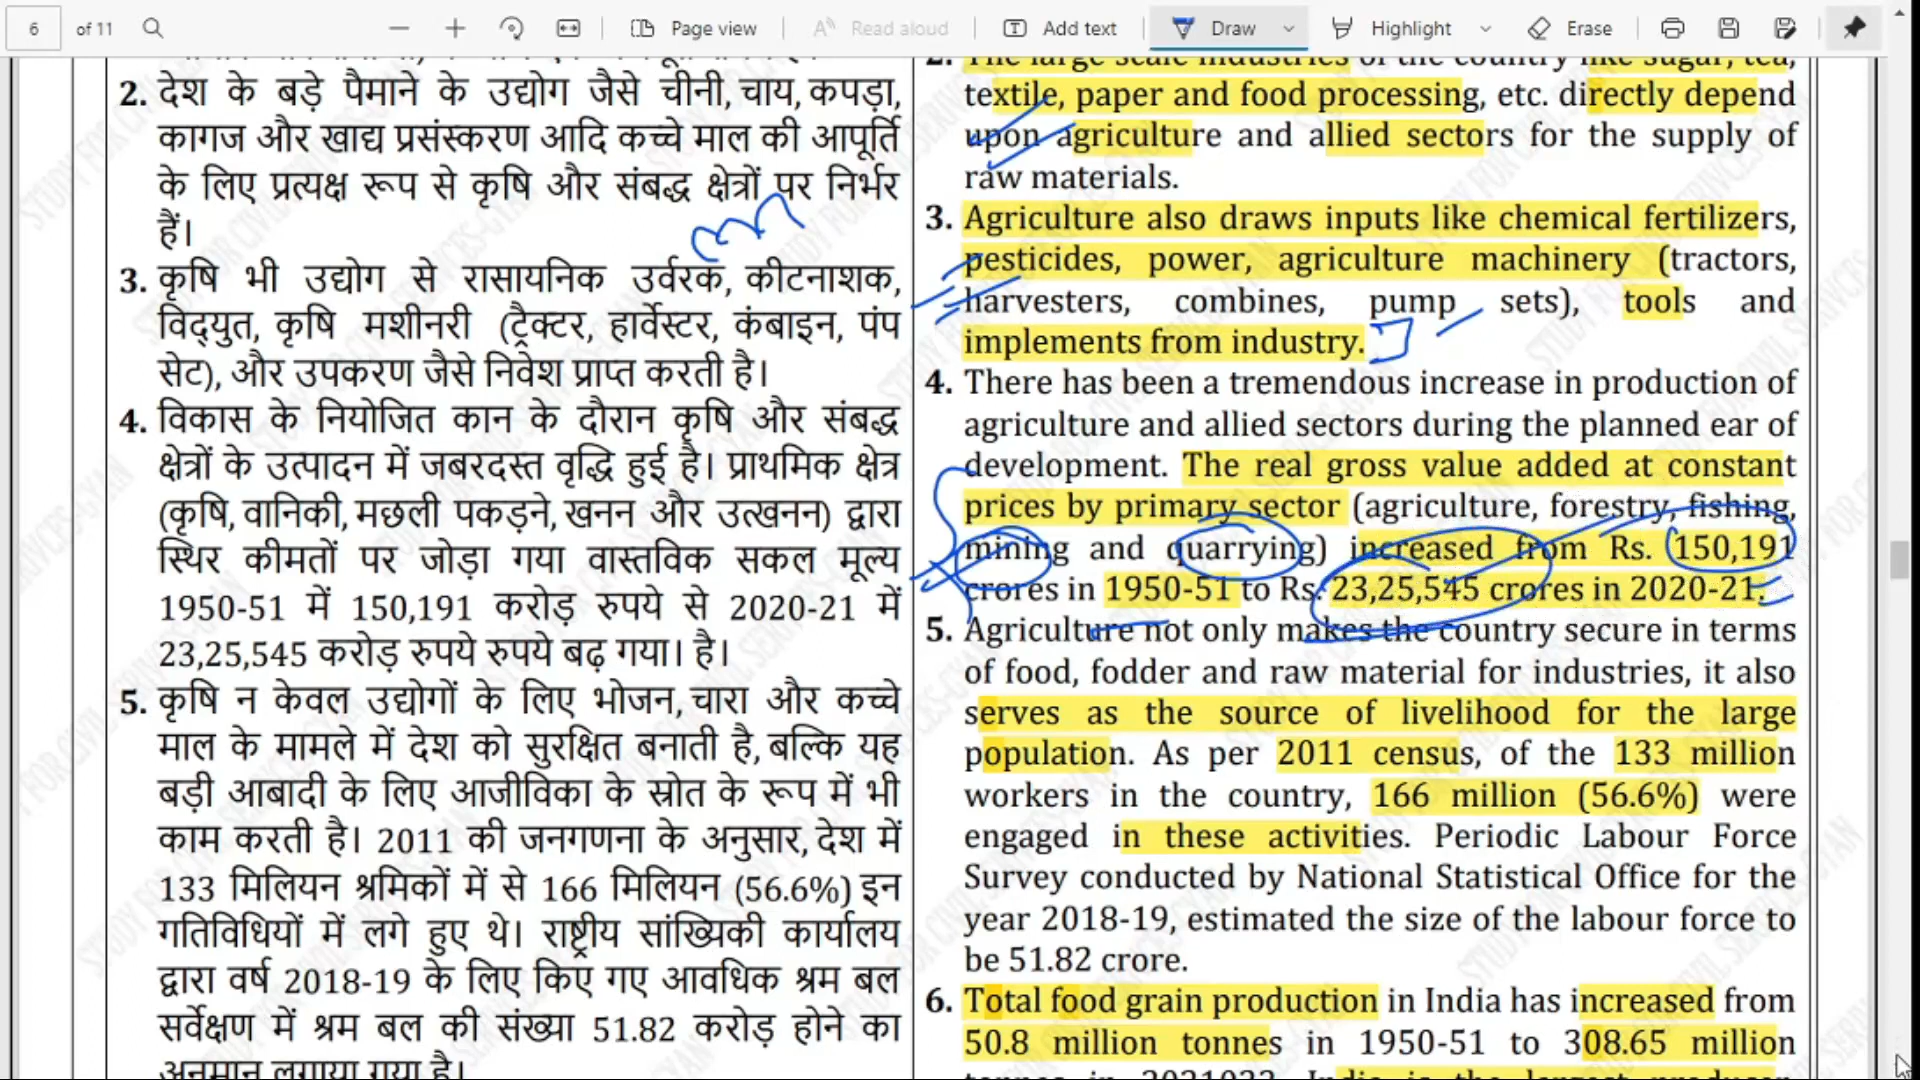 6 of 11 Page view Read aloud Add text Draw Highlight Erase
2. देश के बड़े पैमाने के उद्योग जैसे चीनी, चाय, कपड़ा,
कागज और खाद्य प्रसंस्करण आदि कच्चे माल की आपूर्ति
के लिए प्रत्यक्ष रूप से कृषि और संबद्ध क्षेत्रों पर निर्भर
हैं।
3. कृषि भी उद्योग से रासायनिक उर्वरक, कीटनाशक,
विद्युत, कृषि मशीनरी (ट्रैक्टर, हार्वेस्टर, कंबाइन, पंप
सेट), और उपकरण जैसे निवेश प्राप्त करती है।
4. विकास के नियोजित कान के दौरान कृषि और संबद्ध
क्षेत्रों के उत्पादन में जबरदस्त वृद्धि हुई है। प्राथमिक क्षेत्र
(कृषि, वानिकी, मछली पकड़ने, खनन और उत्खनन) द्वारा
स्थिर कीमतों पर जोड़ा गया वास्तविक सकल मूल्य
1950-51 में 150,191 करोड़ रुपये से 2020-21 में
23,25,545 करोड़ रुपये रुपये बढ़ गया। है।
5. कृषि न केवल उद्योगों के लिए भोजन, चारा और कच्चे
माल के मामले में देश को सुरक्षित बनाती है, बल्कि यह
बड़ी आबादी के लिए आजीविका के स्रोत के रूप में भी
काम करती है। 2011 की जनगणना के अनुसार, देश में
133 मिलियन श्रमिकों में से 166 मिलियन (56.6%) इन
गतिविधियों में लगे हुए थे। राष्ट्रीय सांख्यिकी कार्यालय
द्वारा वर्ष 2018-19 के लिए किए गए आवधिक श्रम बल
सर्वेक्षण में श्रम बल की संख्या 51.82 करोड़ होने का
अनुमान लगाया गया है।
2. The large scale industries of the country like sugar, tea,
textile, paper and food processing, etc. directly depend
upon agriculture and allied sectors for the supply of
raw materials.
3. Agriculture also draws inputs like chemical fertilizers,
pesticides, power, agriculture machinery (tractors,
harvesters, combines, pump sets), tools and
implements from industry.
4. There has been a tremendous increase in production of
agriculture and allied sectors during the planned ear of
development. The real gross value added at constant
prices by primary sector (agriculture, forestry, fishing,
mining and quarrying) increased from Rs. 150,191
crores in 1950-51 to Rs. 23,25,545 crores in 2020-21.
5. Agriculture not only makes the country secure in terms
of food, fodder and raw material for industries, it also
serves as the source of livelihood for the large
population. As per 2011 census, of the 133 million
workers in the country, 166 million (56.6%) were
engaged in these activities. Periodic Labour Force
Survey conducted by National Statistical Office for the
year 2018-19, estimated the size of the labour force to
be 51.82 crore.
6. Total food grain production in India has increased from
50.8 million tonnes in 1950-51 to 308.65 million